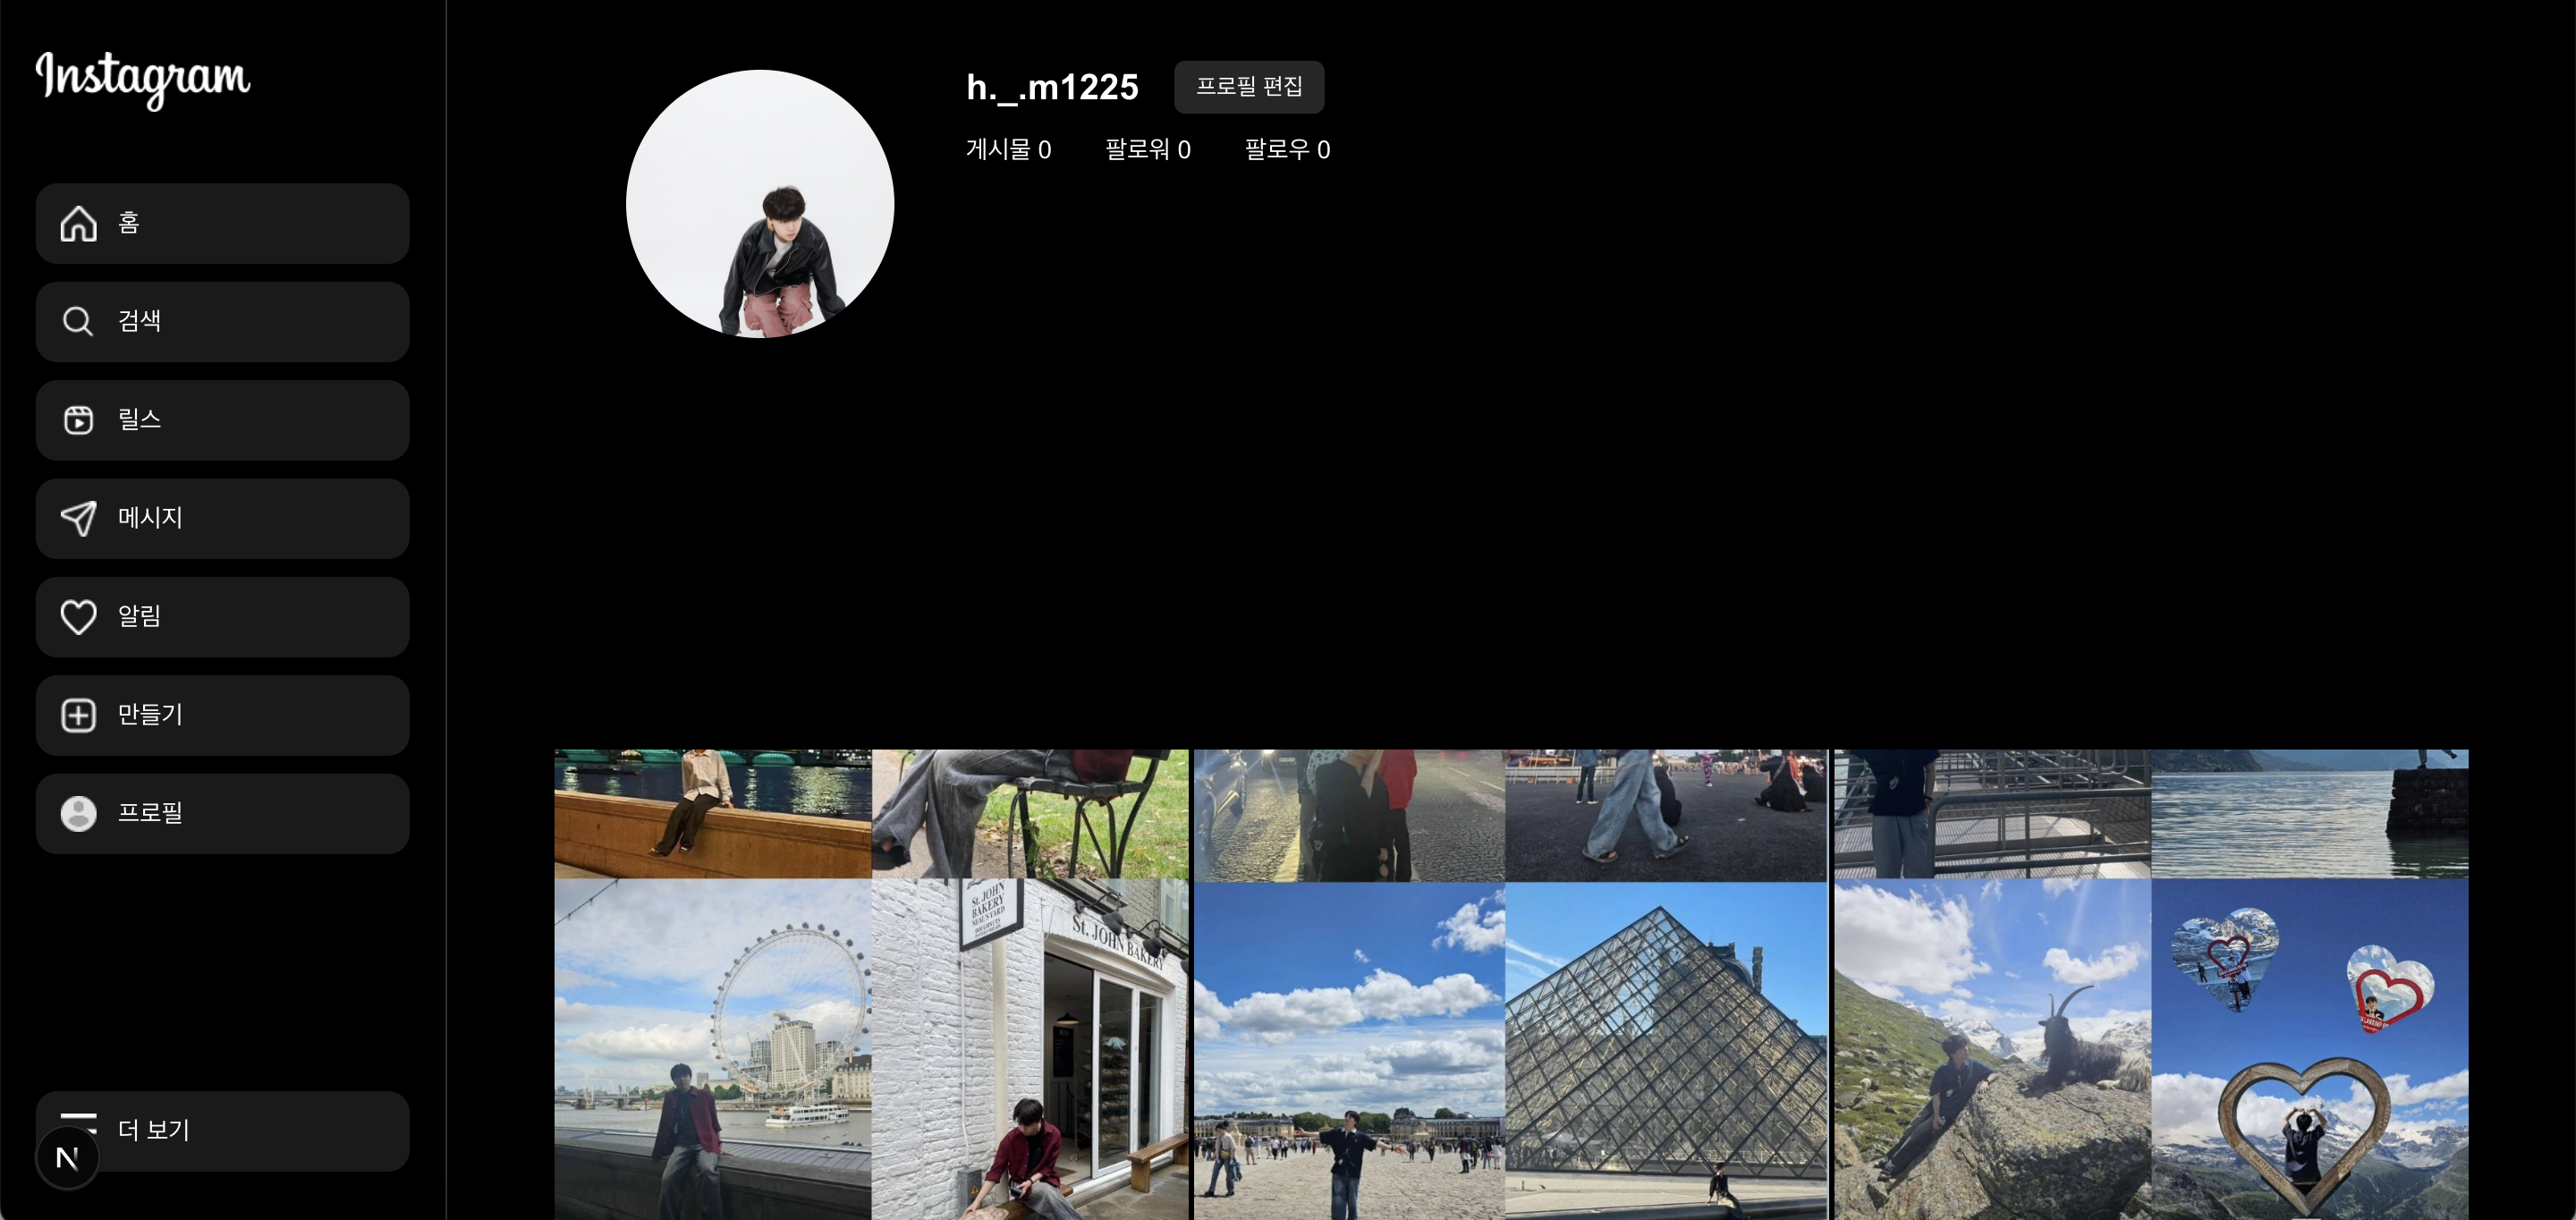 Instagram
홈
검색
릴스
메시지
알림
만들기
프로필
더 보기
N
h._.m1225
프로필 편집
게시물 0 팔로워 0 팔로우 0
St. JOHN
BAKERY
NEAL'S YARD
St. JOHN BAKERY